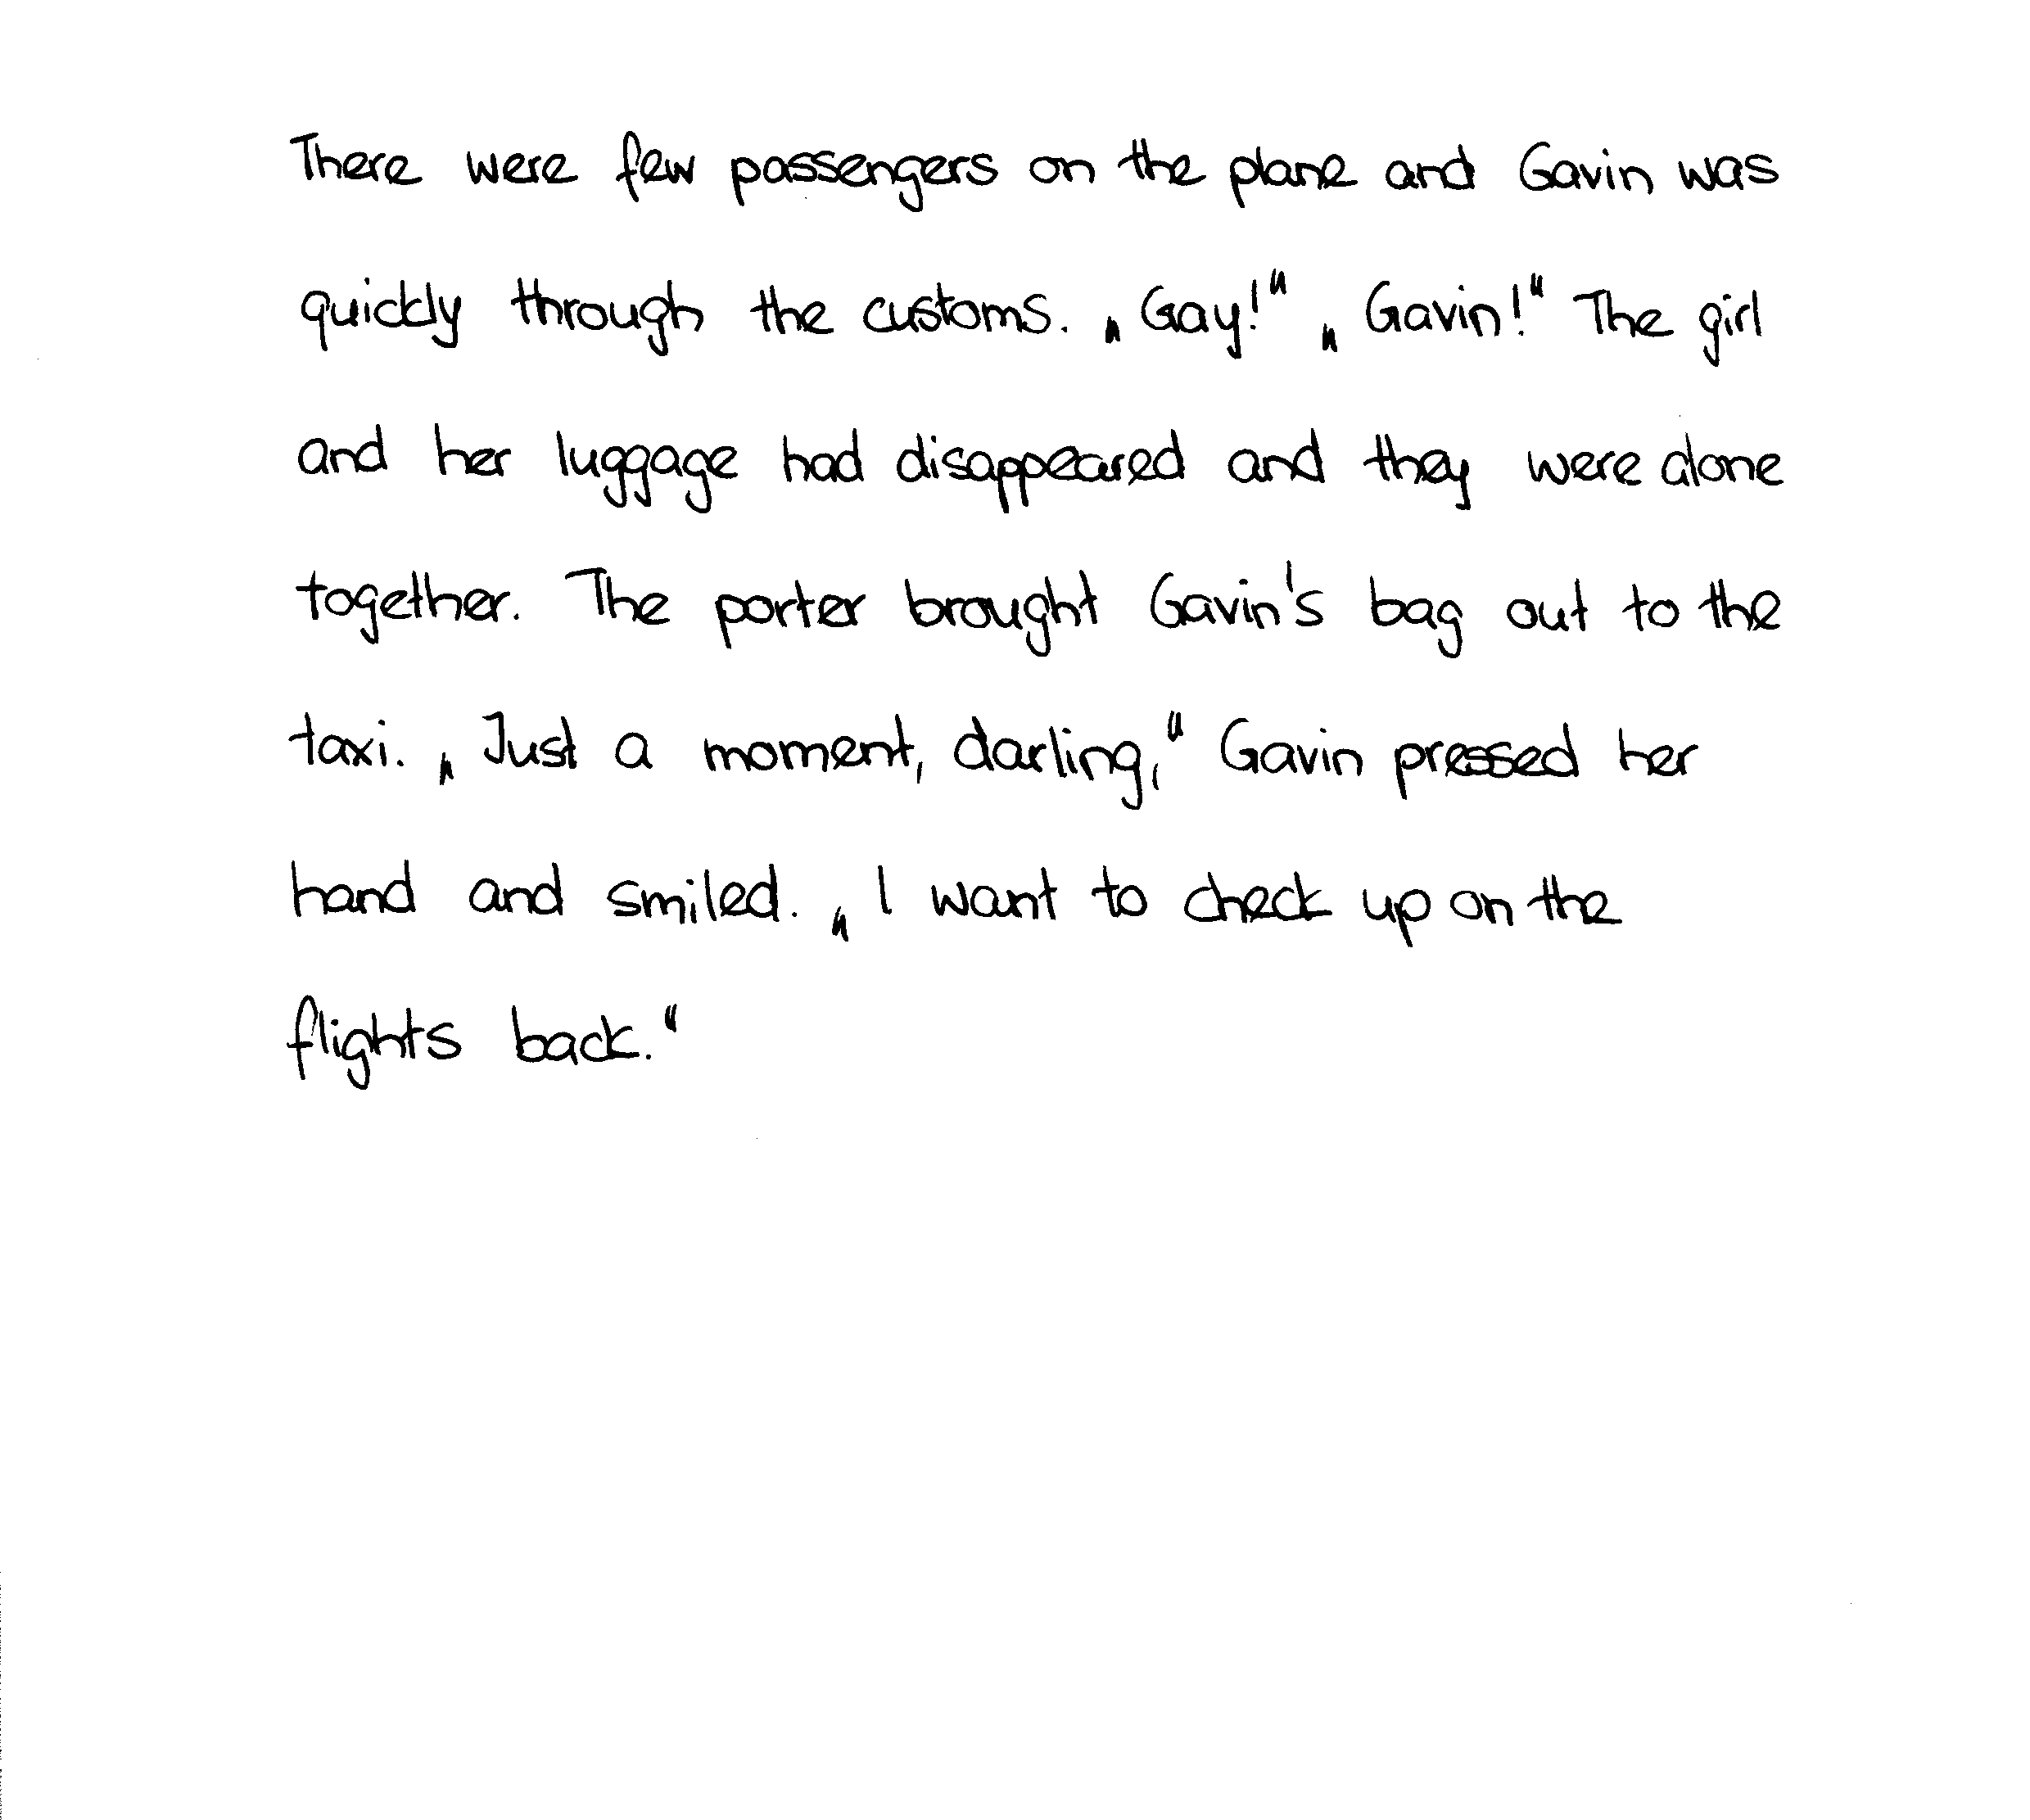 There were few passengers on the plane and Gavin was
quickly through the customs. „Gay!“ „Gavin!“ The girl
and her luggage had disappeared and they were alone
together. The porter brought Gavin's bag out to the
taxi. „Just a moment, darling,“ Gavin pressed her
hand and smiled. „I want to check up on the
flights back.“